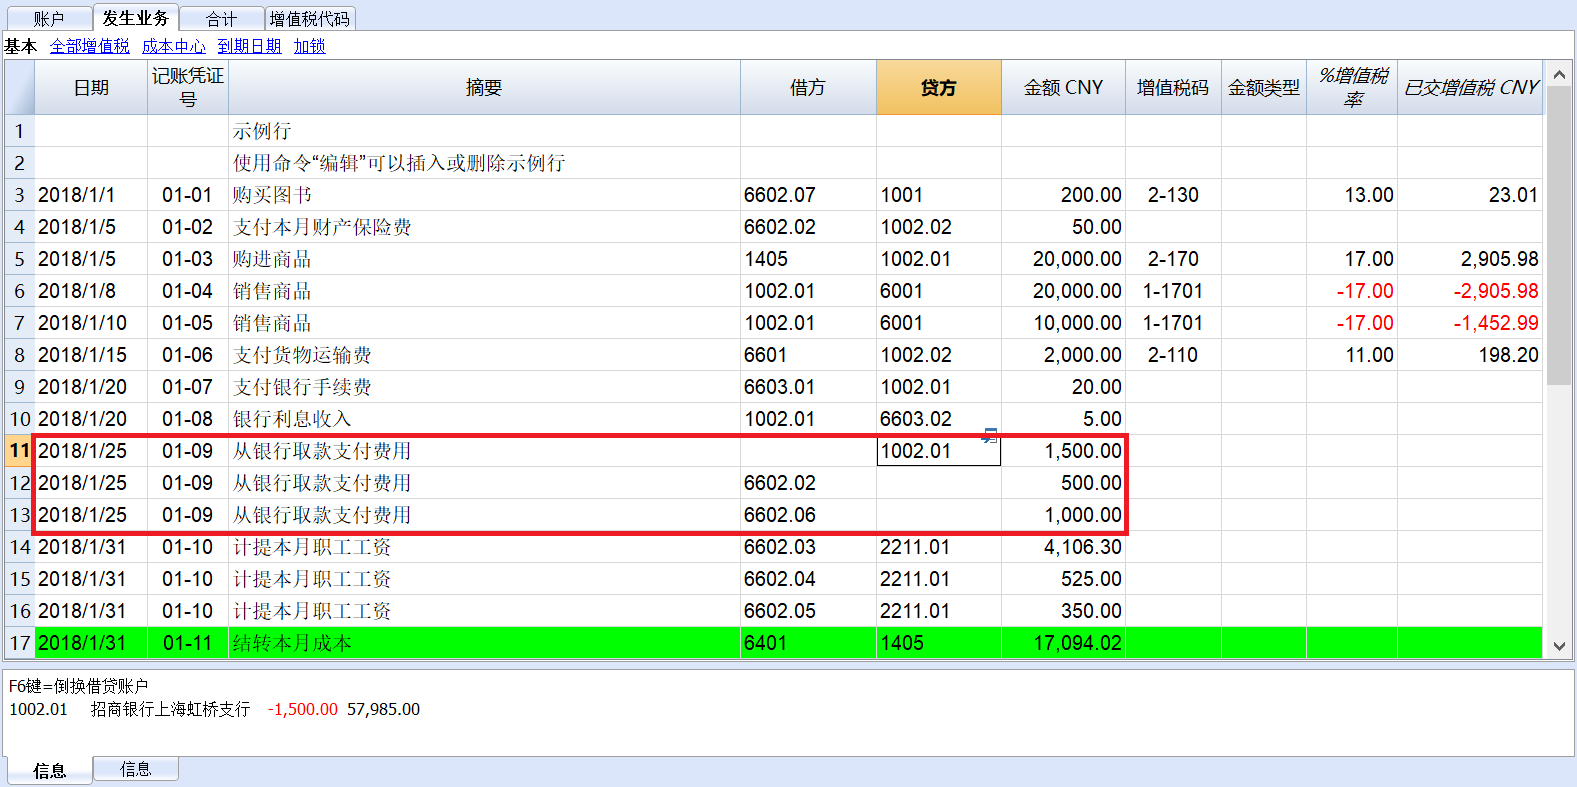 账户 发生业务 合计 增值税代码
基本 全部增值税 成本中心 到期日期 加锁
日期 记账凭证号 摘要 借方 贷方 金额 CNY 增值税码 金额类型 %增值税率 已交增值税 CNY
1 示例行
2 使用命令“编辑”可以插入或删除示例行
3 2018/1/1 01-01 购买图书 6602.07 1001 200.00 2-130 13.00 23.01
4 2018/1/5 01-02 支付本月财产保险费 6602.02 1002.02 50.00
5 2018/1/5 01-03 购进商品 1405 1002.01 20,000.00 2-170 17.00 2,905.98
6 2018/1/8 01-04 销售商品 1002.01 6001 20,000.00 1-1701 -17.00 -2,905.98
7 2018/1/10 01-05 销售商品 1002.01 6001 10,000.00 1-1701 -17.00 -1,452.99
8 2018/1/15 01-06 支付货物运输费 6601 1002.02 2,000.00 2-110 11.00 198.20
9 2018/1/20 01-07 支付银行手续费 6603.01 1002.01 20.00
10 2018/1/20 01-08 银行利息收入 1002.01 6603.02 5.00
11 2018/1/25 01-09 从银行取款支付费用 1002.01 1,500.00
12 2018/1/25 01-09 从银行取款支付费用 6602.02 500.00
13 2018/1/25 01-09 从银行取款支付费用 6602.06 1,000.00
14 2018/1/31 01-10 计提本月职工工资 6602.03 2211.01 4,106.30
15 2018/1/31 01-10 计提本月职工工资 6602.04 2211.01 525.00
16 2018/1/31 01-10 计提本月职工工资 6602.05 2211.01 350.00
17 2018/1/31 01-11 结转本月成本 6401 1405 17,094.02
F6键=倒换借贷账户
1002.01 招商银行上海虹桥支行 -1,500.00 57,985.00
信息 信息